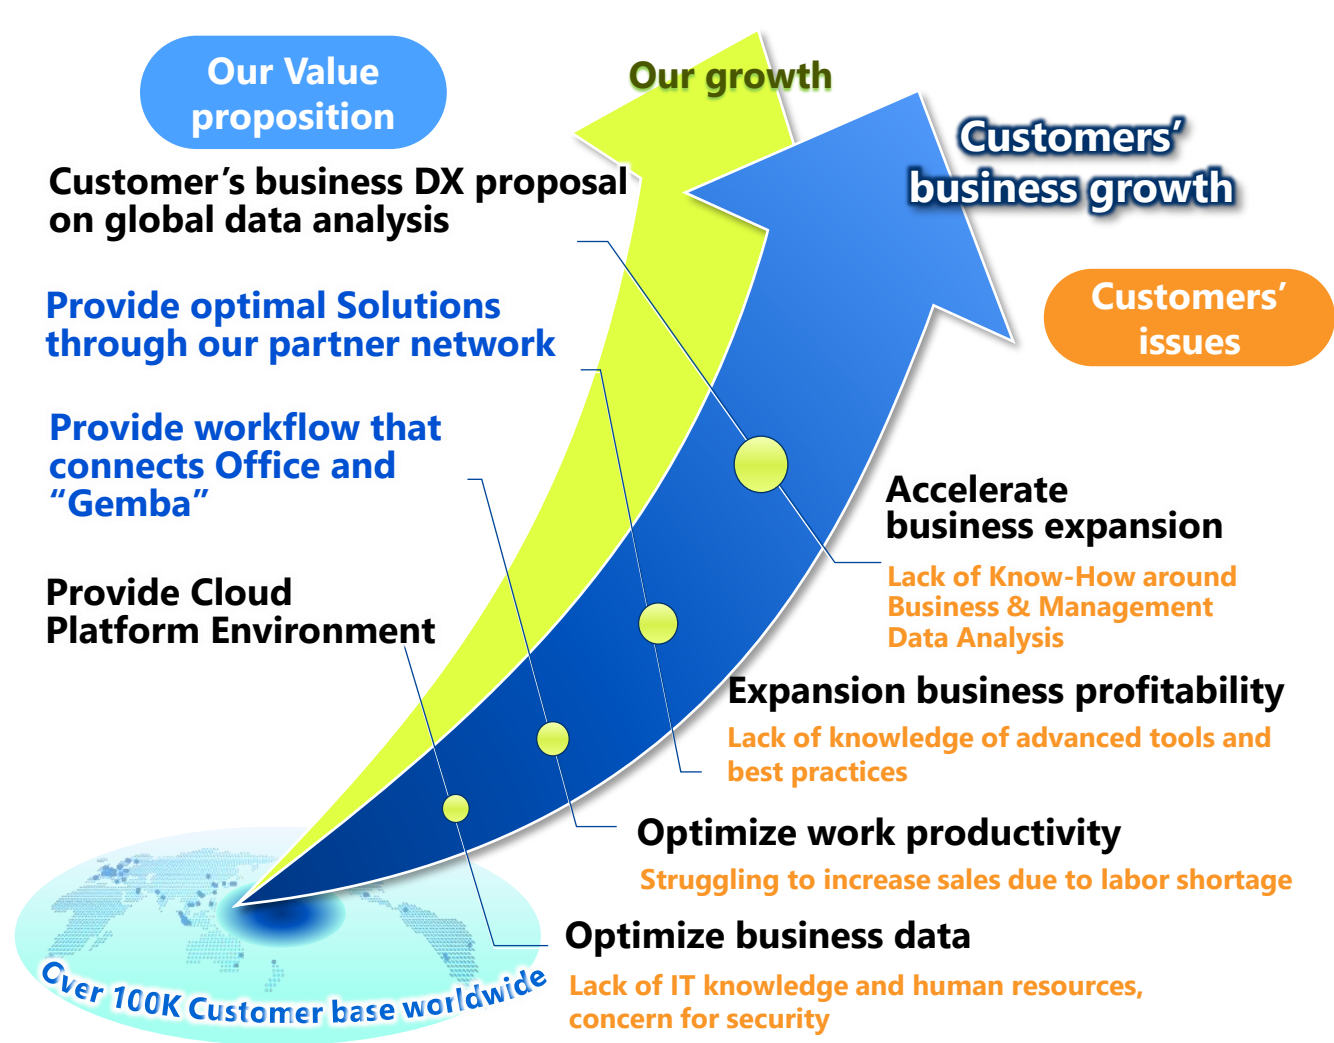 Our Value
proposition
Our growth
Customers’
business growth
Customer’s business DX proposal
on global data analysis
Provide optimal Solutions
through our partner network
Customers’
issues
Provide workflow that
connects Office and
“Gemba”
Accelerate
business expansion
Lack of Know-How around
Business & Management
Data Analysis
Provide Cloud
Platform Environment
Expansion business profitability
Lack of knowledge of advanced tools and
best practices
Optimize work productivity
Struggling to increase sales due to labor shortage
Optimize business data
Lack of IT knowledge and human resources,
concern for security
Over 100K Customer base worldwide